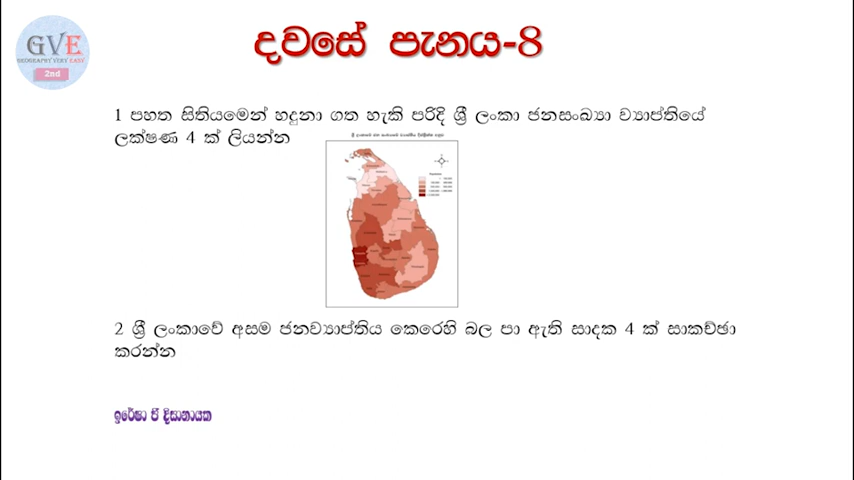 GVE
GEOGRAPHY VERY EASY
2nd
දවසේ පැනය-8
1 පහත සිතියමෙන් හදුනා ගත හැකි පරිදි ශ්‍රී ලංකා ජනසංඛ්‍යා ව්‍යාප්තියේ
ලක්ෂණ 4 ක් ලියන්න
2 ශ්‍රී ලංකාවේ අසම ජනව්‍යාප්තිය කෙරෙහි බල පා ඇති සාදක 4 ක් සාකච්ඡා
කරන්න
ඉරේෂා ජී දිසානායක